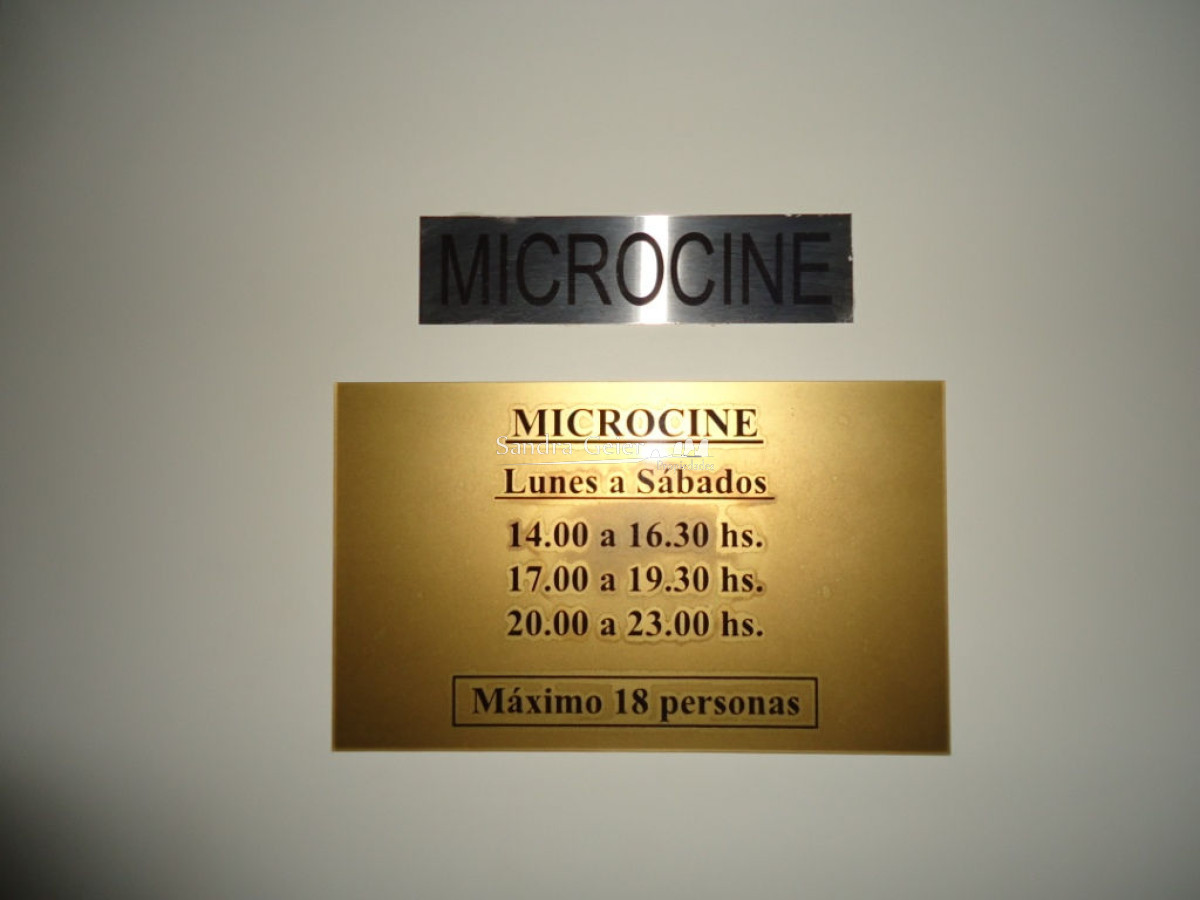 MICROCINE
MICROCINE
Sandra Geier
Propiedades
Lunes a Sábados
14.00 a 16.30 hs.
17.00 a 19.30 hs.
20.00 a 23.00 hs.
Máximo 18 personas